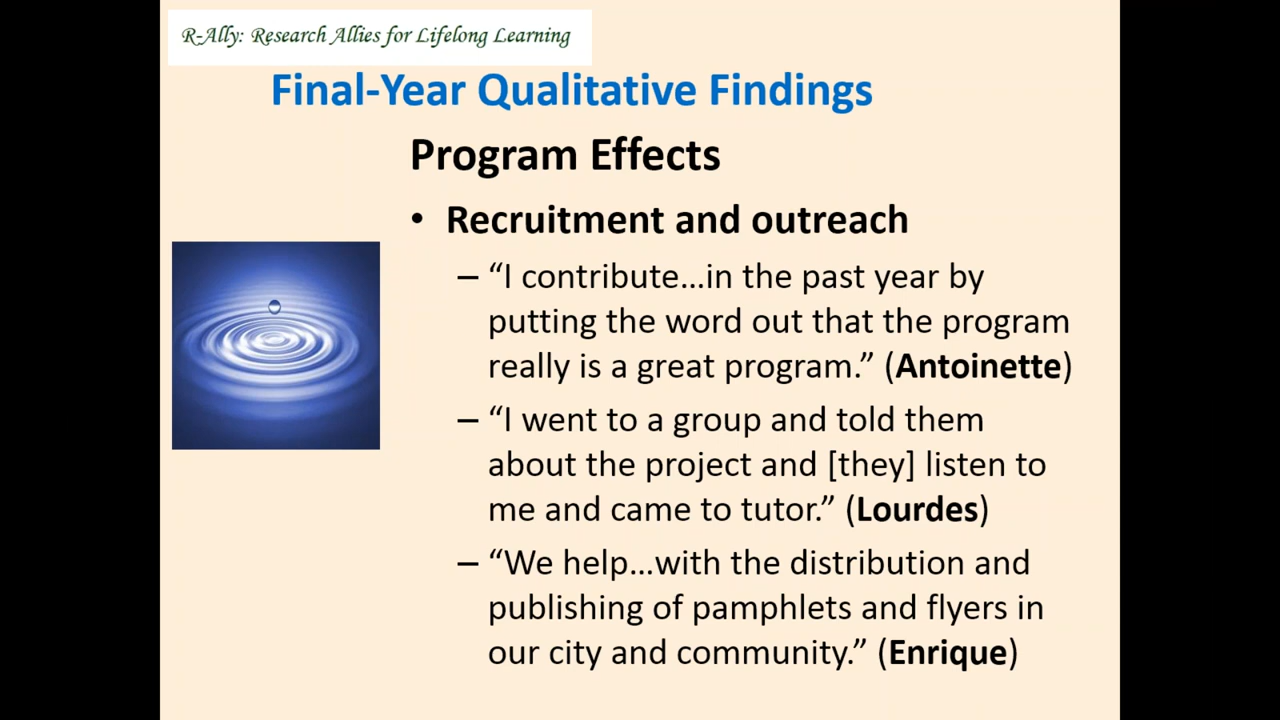 R-Ally: Research Allies for Lifelong Learning
Final-Year Qualitative Findings
Program Effects
• Recruitment and outreach
– “I contribute…in the past year by
putting the word out that the program
really is a great program.” (Antoinette)
– “I went to a group and told them
about the project and [they] listen to
me and came to tutor.” (Lourdes)
– “We help…with the distribution and
publishing of pamphlets and flyers in
our city and community.” (Enrique)